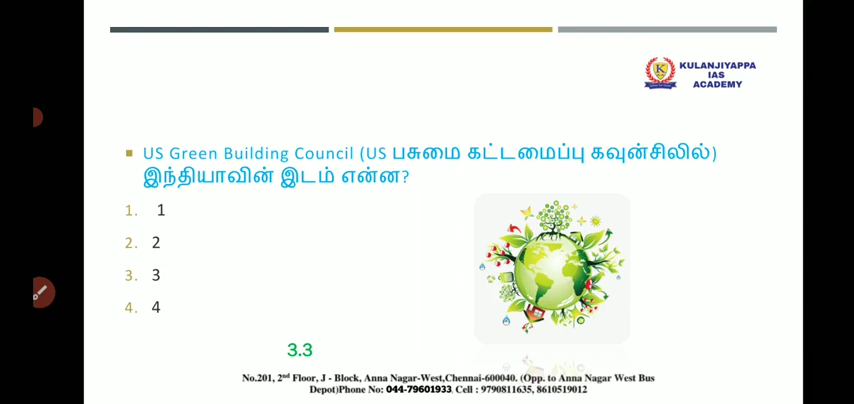 KULANJIYAPPA
IAS
ACADEMY
US Green Building Council (US பசுமை கட்டமைப்பு கவுன்சிலில்)
இந்தியாவின் இடம் என்ன?
1. 1
2. 2
3. 3
4. 4
3.3
No.201, 2nd Floor, J - Block, Anna Nagar-West,Chennai-600040. (Opp. to Anna Nagar West Bus
Depot)Phone No: 044-79601933, Cell : 9790811635, 8610519012